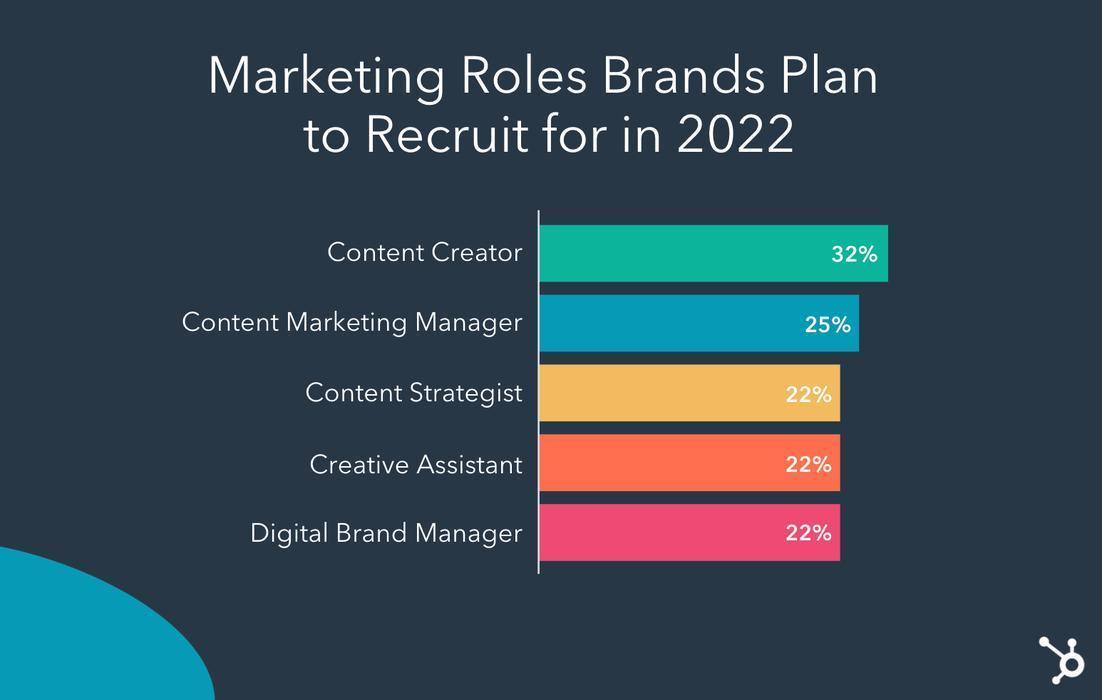 Marketing Roles Brands Plan
to Recruit for in 2022
Content Creator 32%
Content Marketing Manager 25%
Content Strategist 22%
Creative Assistant 22%
Digital Brand Manager 22%